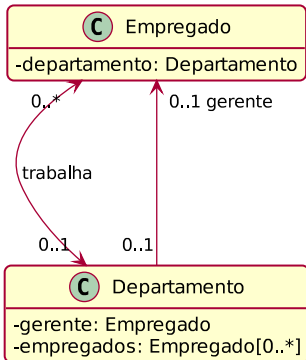 C Empregado
-departamento: Departamento
0..*
0..1 gerente
trabalha
0..1
0..1
C Departamento
-gerente: Empregado
-empregados: Empregado[0..*]